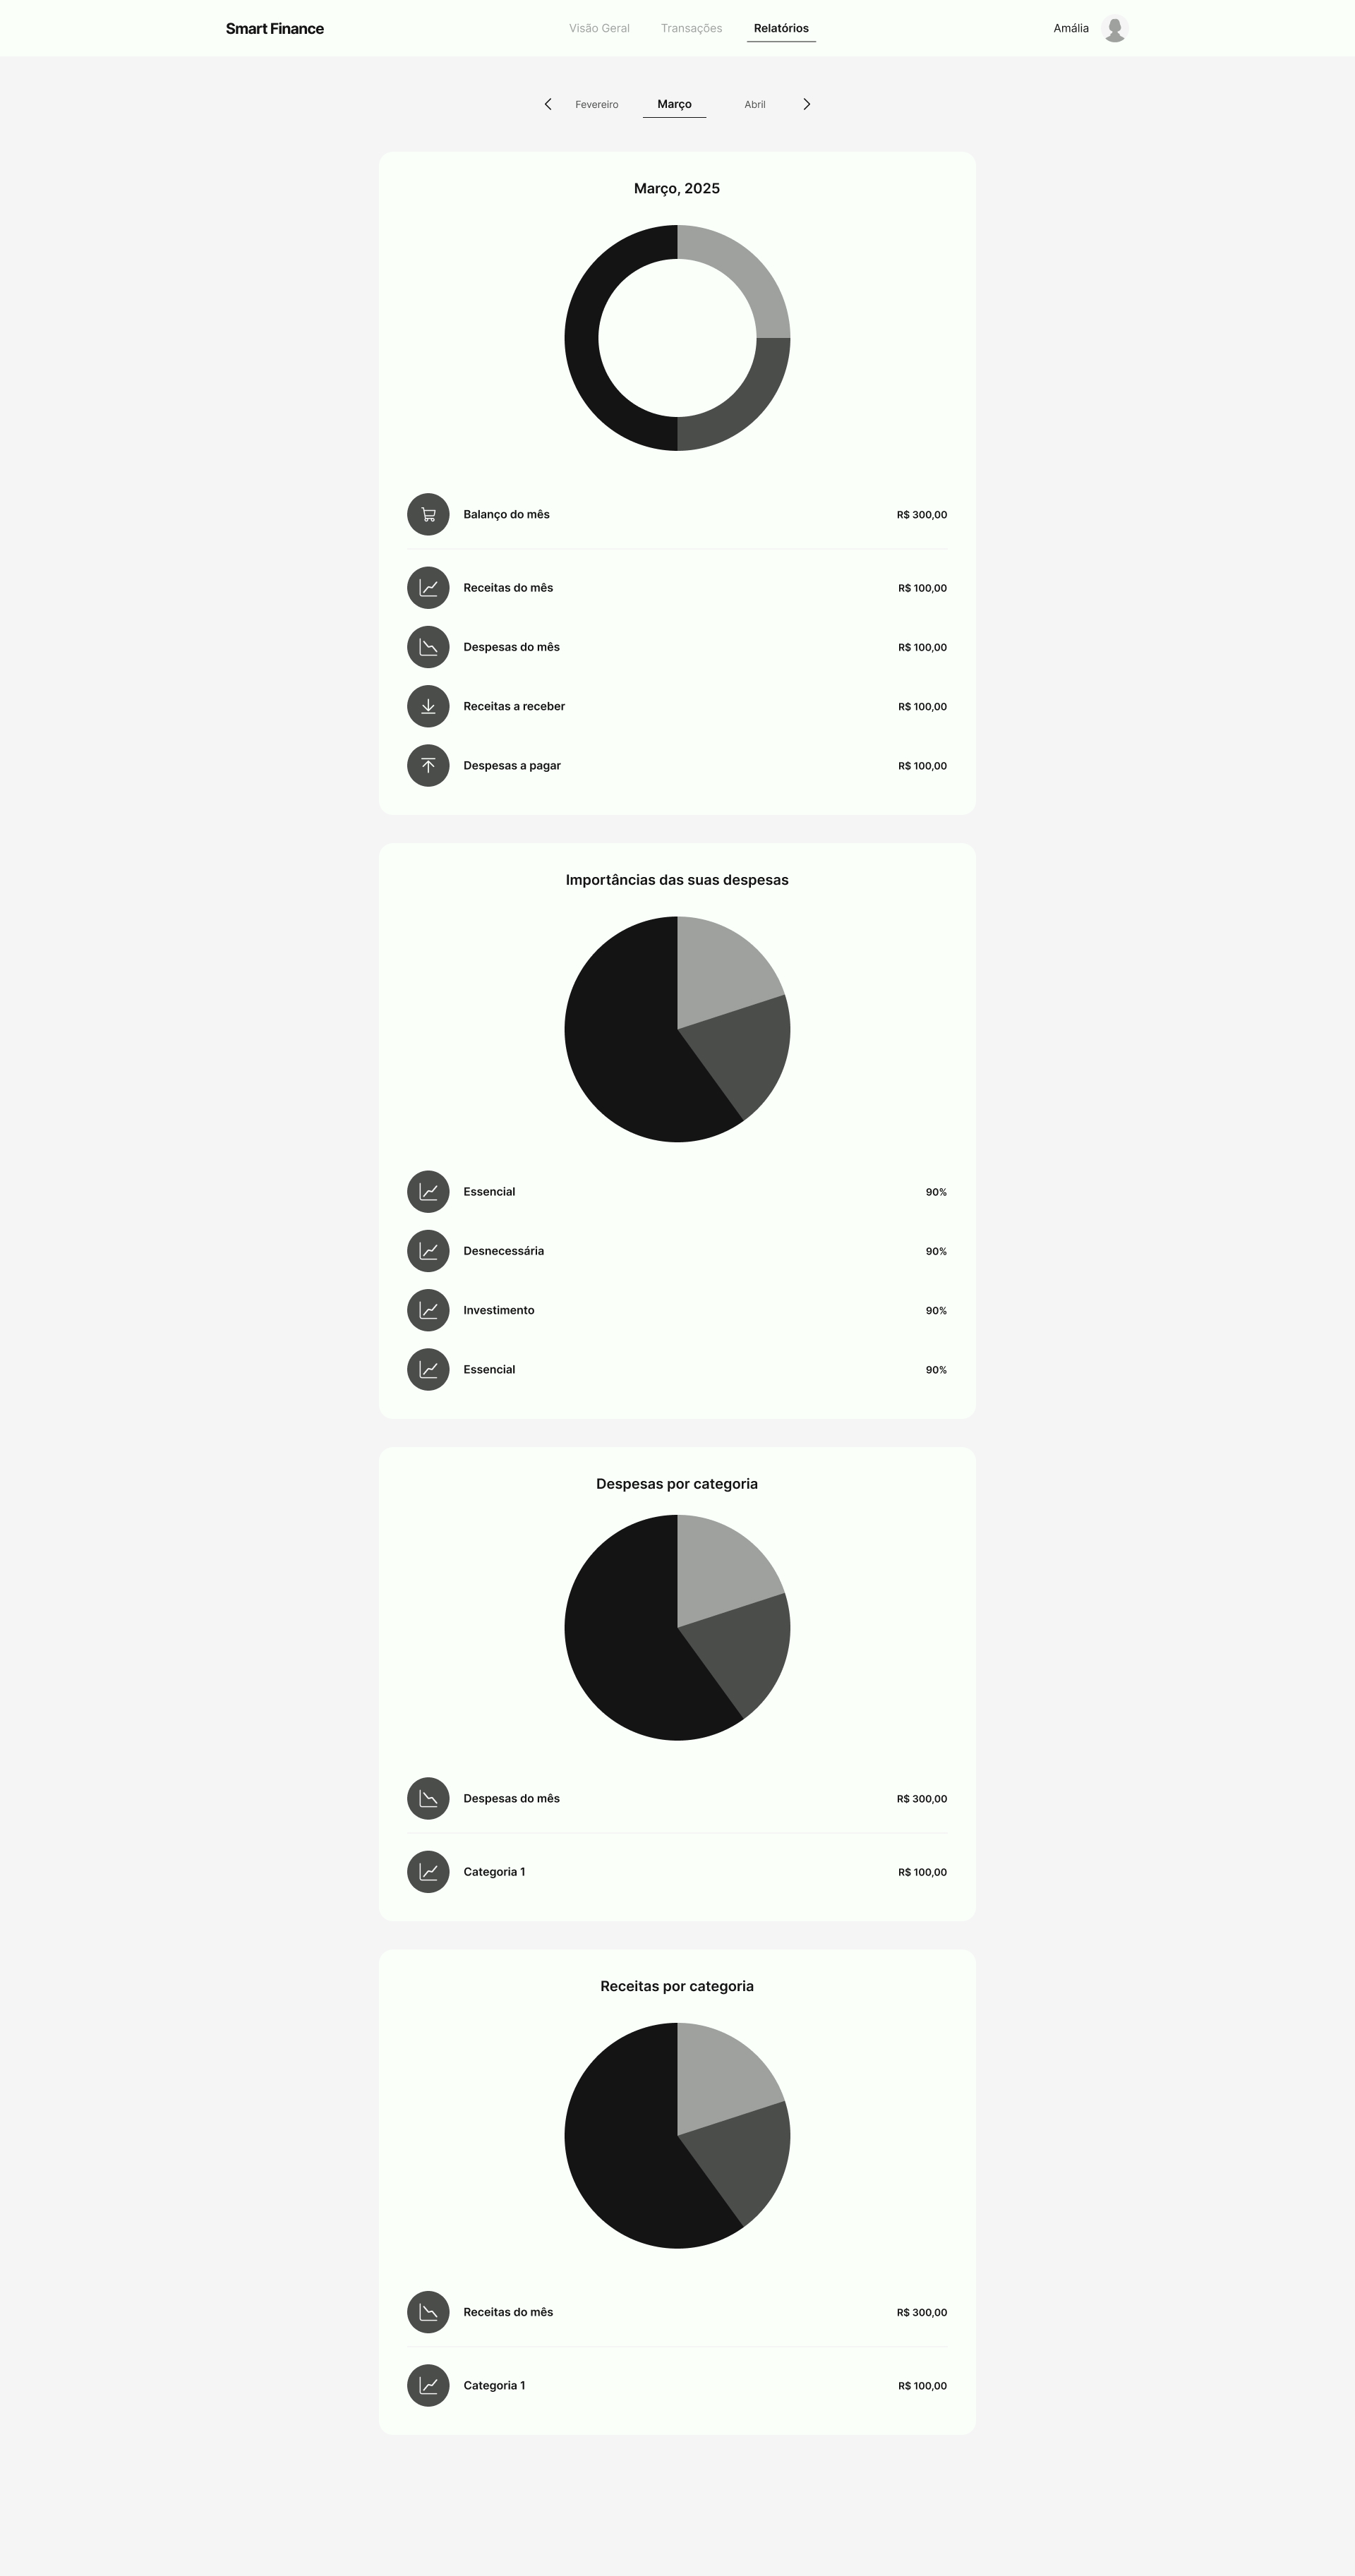 Smart Finance
Visão Geral
Transações
Relatórios
Amália
Fevereiro
Março
Abril
Março, 2025
Balanço do mês
R$ 300,00
Receitas do mês
R$ 100,00
Despesas do mês
R$ 100,00
Receitas a receber
R$ 100,00
Despesas a pagar
R$ 100,00
Importâncias das suas despesas
Essencial
90%
Desnecessária
90%
Investimento
90%
Essencial
90%
Despesas por categoria
Despesas do mês
R$ 300,00
Categoria 1
R$ 100,00
Receitas por categoria
Receitas do mês
R$ 300,00
Categoria 1
R$ 100,00